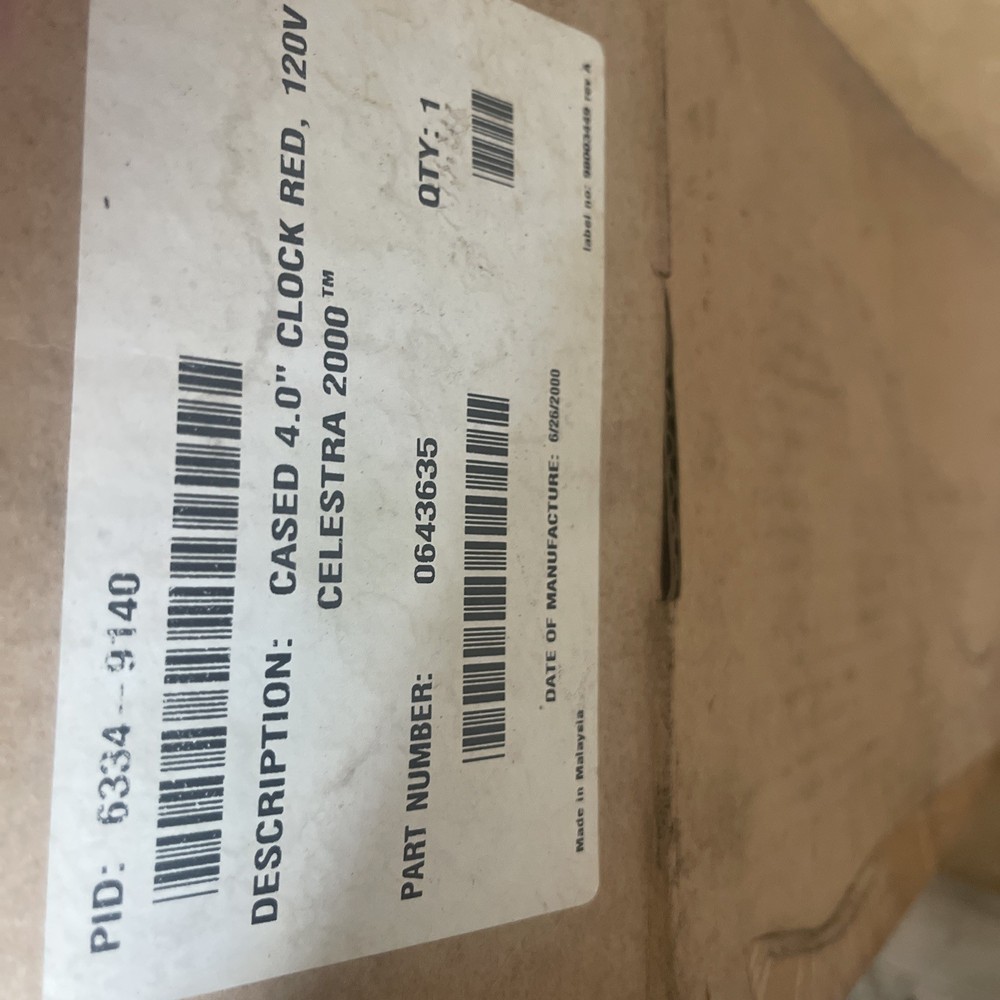 PID: 6334--9140
DESCRIPTION: CASED 4.0" CLOCK RED, 120V
CELESTRA 2000™
PART NUMBER: 0643635 QTY: 1
DATE OF MANUFACTURE: 6/26/2000
Made in Malaysia label no: 98003449 rev A